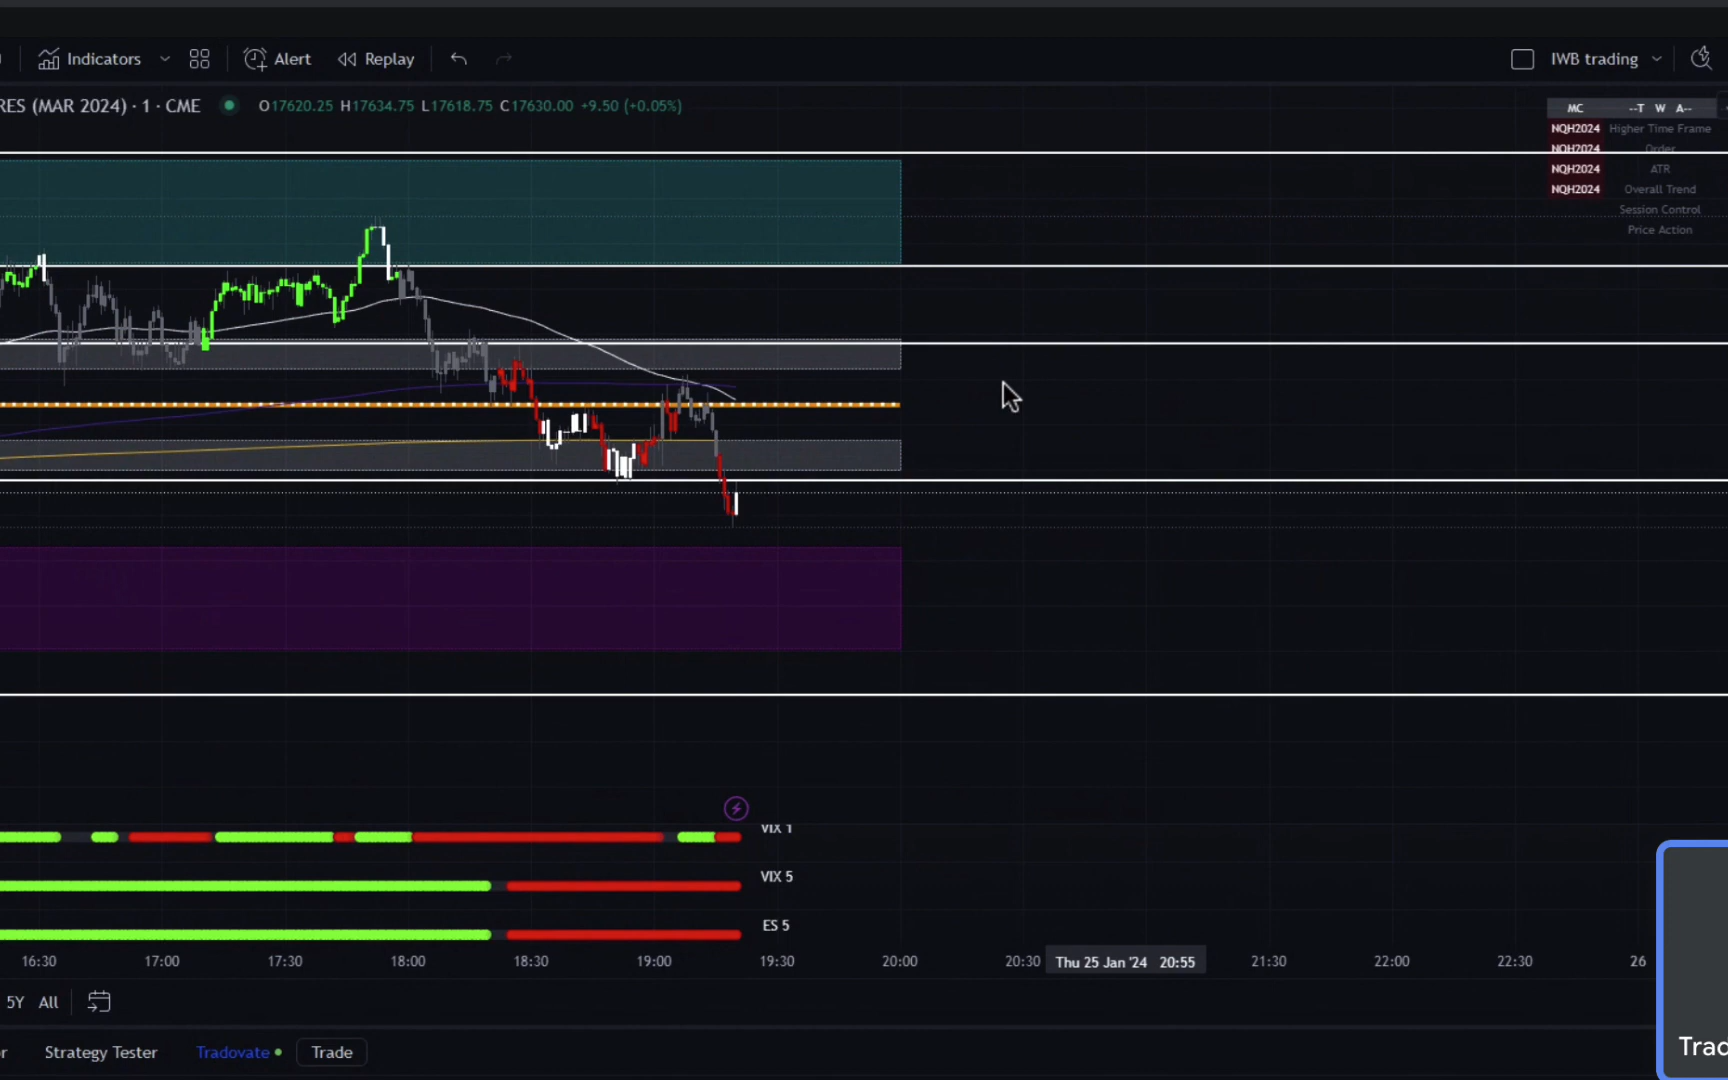 Indicators Alert Replay IWB trading
RES (MAR 2024) · 1 · CME O17620.25 H17634.75 L17618.75 C17630.00 +9.50 (+0.05%)
MC --T W A--
NQH2024 Higher Time Frame
NQH2024 Order
NQH2024 ATR
NQH2024 Overall Trend
Session Control
Price Action
VIX 1
VIX 5
ES 5
16:30 17:00 17:30 18:00 18:30 19:00 19:30 20:00 20:30 Thu 25 Jan '24 20:55 21:30 22:00 22:30 26
5Y All
r Strategy Tester Tradovate Trade
Trad